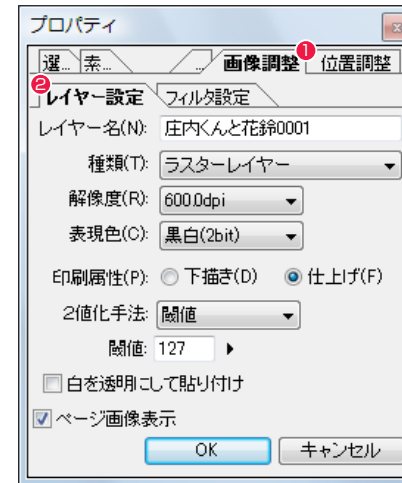 プロパティ
選... 素... ... 画像調整 1 位置調整
2 レイヤー設定 フィルタ設定
レイヤー名(N): 庄内くんと花鈴0001
種類(T): ラスターレイヤー
解像度(R): 600.0dpi
表現色(C): 黒白(2bit)
印刷属性(P): 下描き(D) 仕上げ(F)
2値化手法: 閾値
閾値: 127
白を透明にして貼り付け
ページ画像表示
OK キャンセル